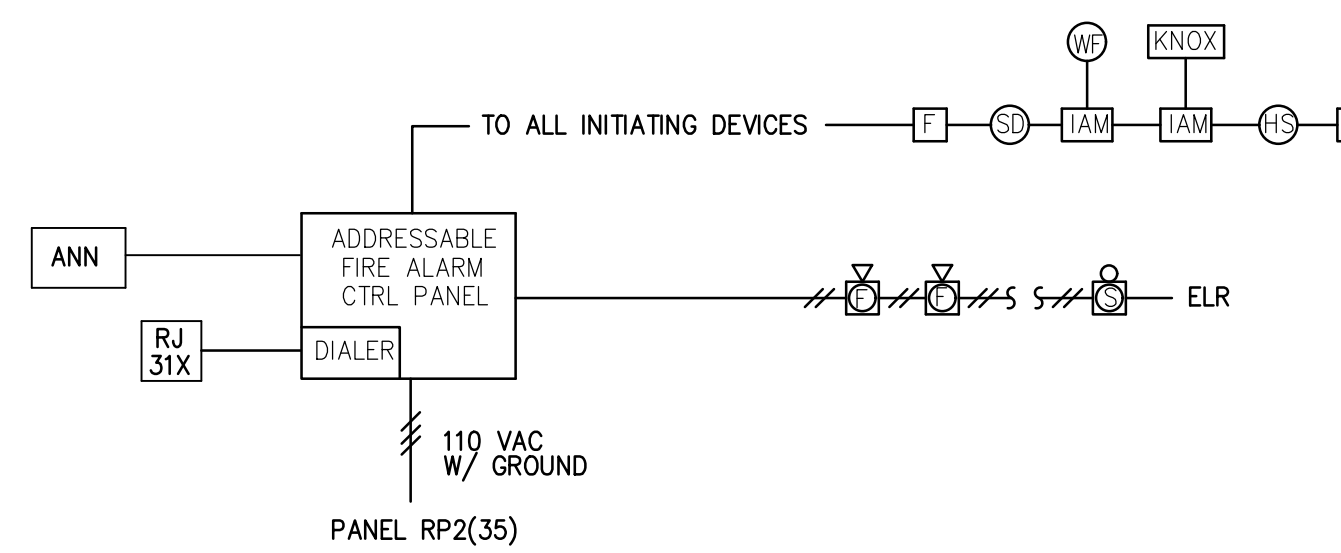 WF
KNOX
TO ALL INITIATING DEVICES
F
SD
IAM
IAM
HS
ADDRESSABLE
FIRE ALARM
CTRL PANEL
ANN
F
F
S
ELR
RJ
31X
DIALER
110 VAC
W/ GROUND
PANEL RP2(35)